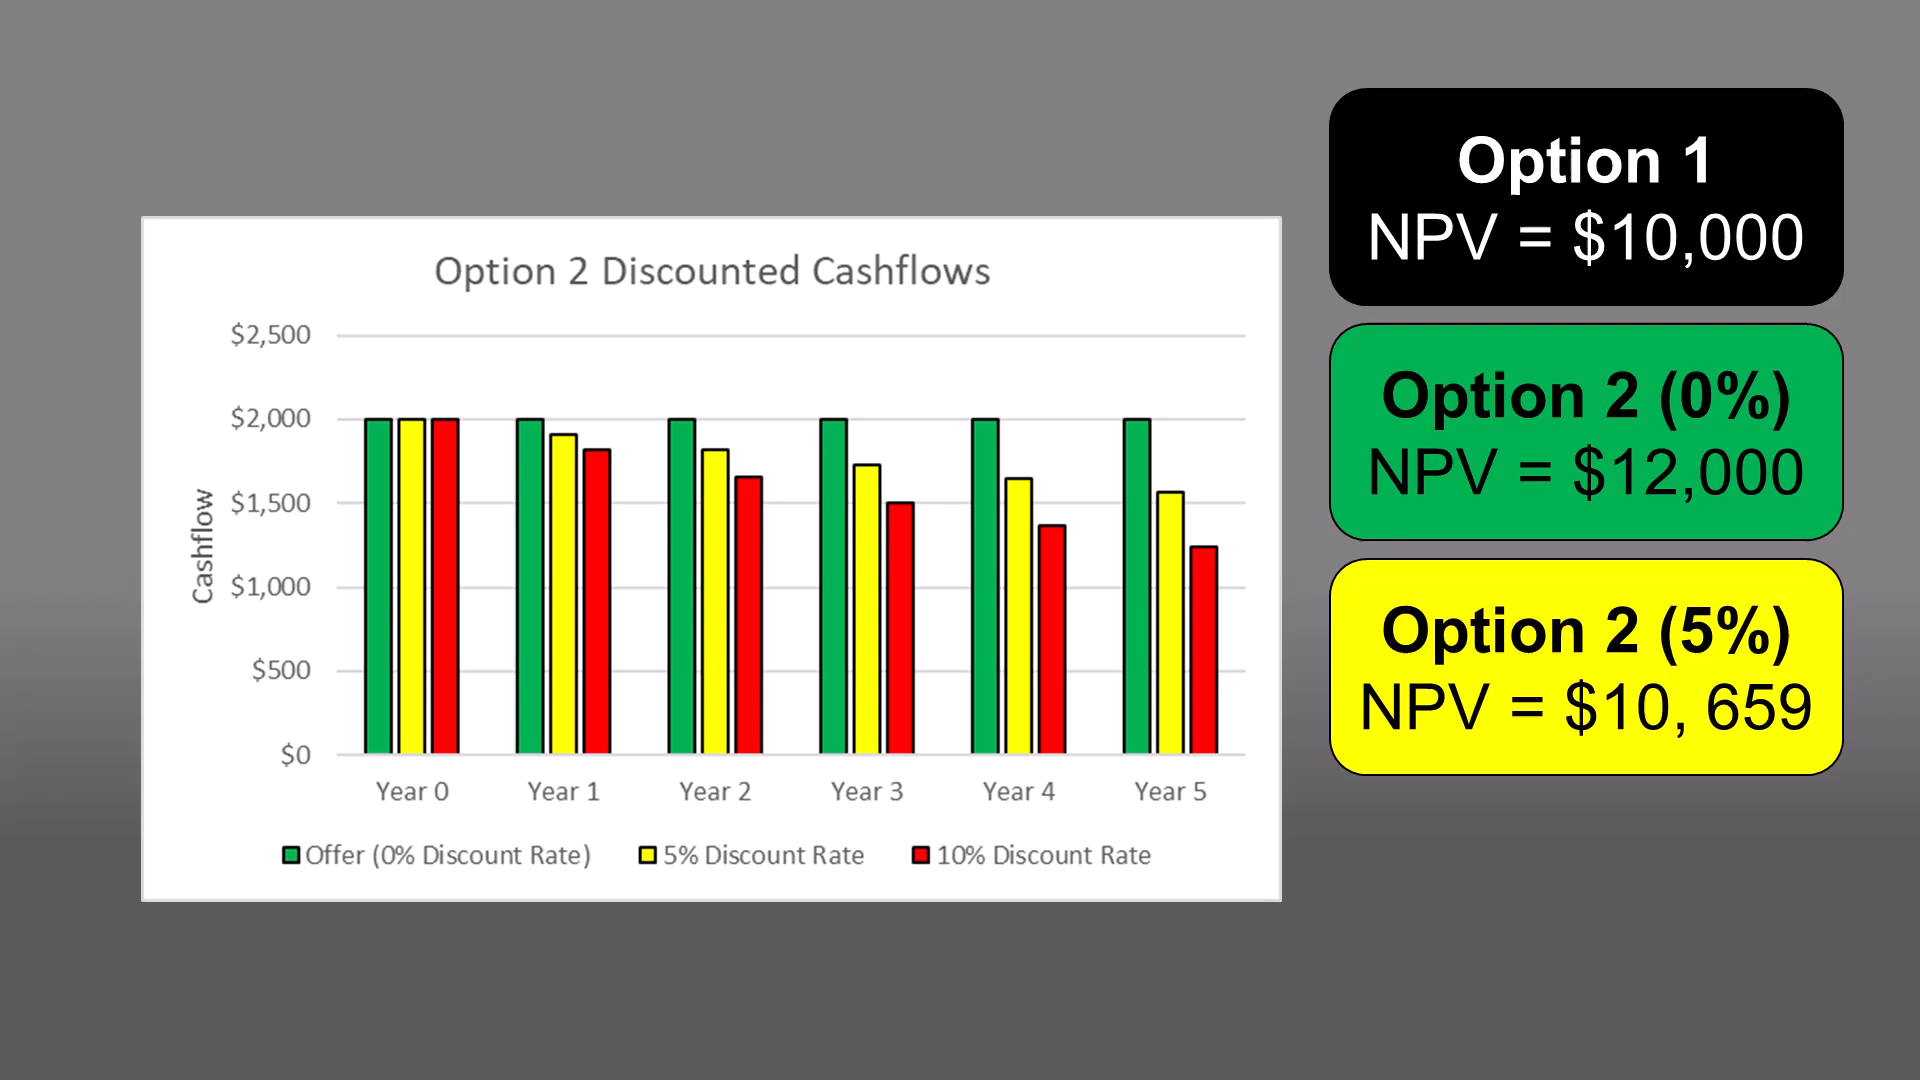 Option 1
NPV = $10,000
Option 2 Discounted Cashflows
$2,500
$2,000
$1,500
$1,000
$500
$0
Cashflow
Year 0 Year 1 Year 2 Year 3 Year 4 Year 5
Offer (0% Discount Rate) 5% Discount Rate 10% Discount Rate
Option 2 (0%)
NPV = $12,000
Option 2 (5%)
NPV = $10, 659